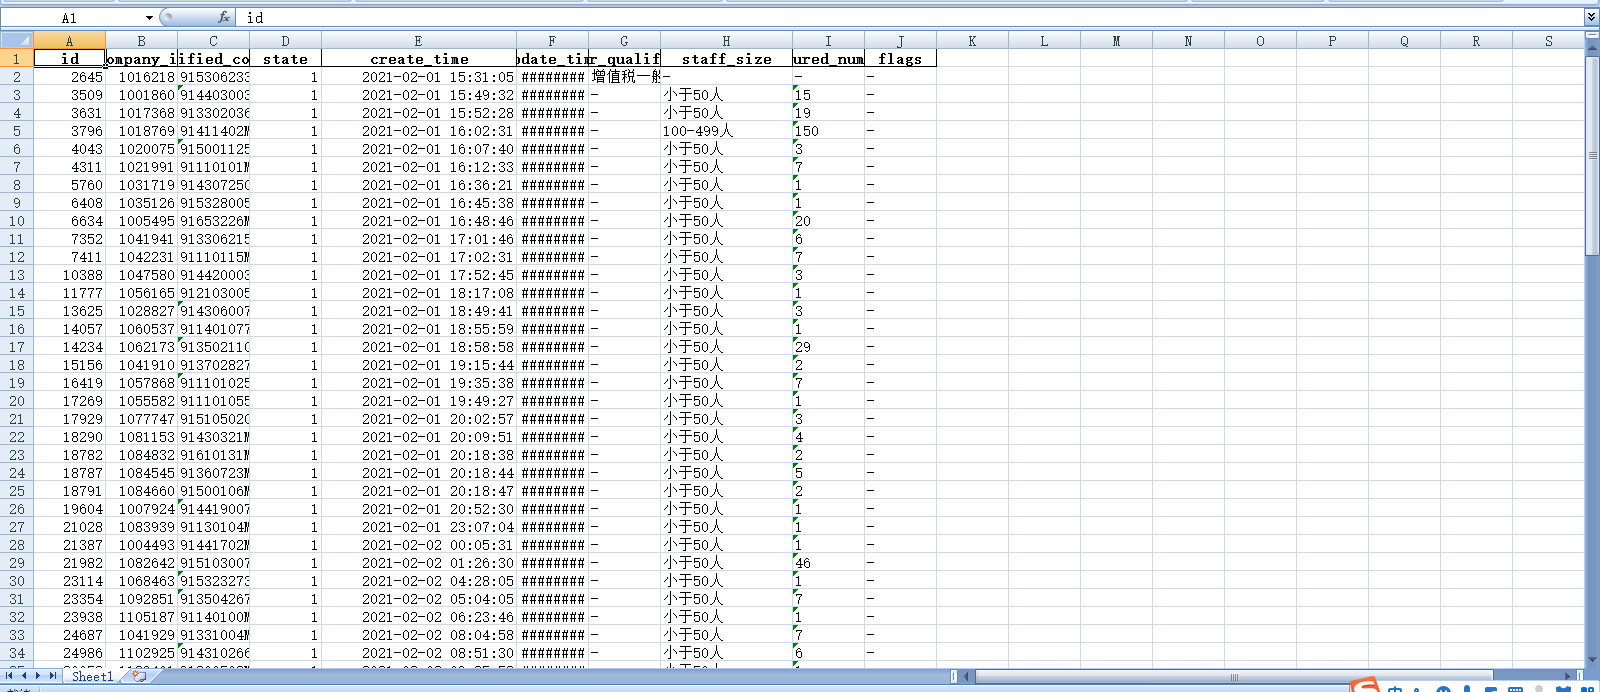 A1 fx id
A B C D E F G H I J K L M N O P Q R S
1 id ompany_i ified_co state create_time date_tim r_qualif staff_size ured_num flags
2 2645 1016218 915306233 1 2021-02-01 15:31:05 ######## 增值税一般 - - -
3 3509 1001860 914403003 1 2021-02-01 15:49:32 ######## - 小于50人 15 -
4 3631 1017368 913302036 1 2021-02-01 15:52:28 ######## - 小于50人 19 -
5 3796 1018769 91411402M 1 2021-02-01 16:02:31 ######## - 100-499人 150 -
6 4043 1020075 915001125 1 2021-02-01 16:07:40 ######## - 小于50人 3 -
7 4311 1021991 91110101M 1 2021-02-01 16:12:33 ######## - 小于50人 7 -
8 5760 1031719 91430725C 1 2021-02-01 16:36:21 ######## - 小于50人 1 -
9 6408 1035126 915328005 1 2021-02-01 16:45:38 ######## - 小于50人 1 -
10 6634 1005495 91653226M 1 2021-02-01 16:48:46 ######## - 小于50人 20 -
11 7352 1041941 913306215 1 2021-02-01 17:01:46 ######## - 小于50人 6 -
12 7411 1042231 91110115M 1 2021-02-01 17:02:31 ######## - 小于50人 7 -
13 10388 1047580 914420003 1 2021-02-01 17:52:45 ######## - 小于50人 3 -
14 11777 1056165 912103005 1 2021-02-01 18:17:08 ######## - 小于50人 1 -
15 13625 1028827 914306007 1 2021-02-01 18:49:41 ######## - 小于50人 3 -
16 14057 1060537 911401077 1 2021-02-01 18:55:59 ######## - 小于50人 1 -
17 14234 1062173 913502110 1 2021-02-01 18:58:58 ######## - 小于50人 29 -
18 15156 1041910 913702827 1 2021-02-01 19:15:44 ######## - 小于50人 2 -
19 16419 1057868 911101025 1 2021-02-01 19:35:38 ######## - 小于50人 7 -
20 17269 1055582 911101055 1 2021-02-01 19:49:27 ######## - 小于50人 1 -
21 17929 1077747 915105020 1 2021-02-01 20:02:57 ######## - 小于50人 3 -
22 18290 1081153 91430321M 1 2021-02-01 20:09:51 ######## - 小于50人 4 -
23 18782 1084832 91610131M 1 2021-02-01 20:18:38 ######## - 小于50人 2 -
24 18787 1084545 91360723M 1 2021-02-01 20:18:44 ######## - 小于50人 5 -
25 18791 1084660 91500106M 1 2021-02-01 20:18:47 ######## - 小于50人 2 -
26 19604 1007924 914419007 1 2021-02-01 20:52:30 ######## - 小于50人 1 -
27 21028 1083939 91130104M 1 2021-02-01 23:07:04 ######## - 小于50人 1 -
28 21387 1004493 91441702M 1 2021-02-02 00:05:31 ######## - 小于50人 1 -
29 21982 1082642 915103007 1 2021-02-02 01:26:30 ######## - 小于50人 46 -
30 23114 1068463 915323273 1 2021-02-02 04:28:05 ######## - 小于50人 1 -
31 23354 1092851 913504267 1 2021-02-02 05:04:05 ######## - 小于50人 7 -
32 23938 1105187 91140100M 1 2021-02-02 06:23:46 ######## - 小于50人 1 -
33 24687 1041929 91331004M 1 2021-02-02 08:04:58 ######## - 小于50人 7 -
34 24986 1102925 914310266 1 2021-02-02 08:51:30 ######## - 小于50人 6 -
Sheet1